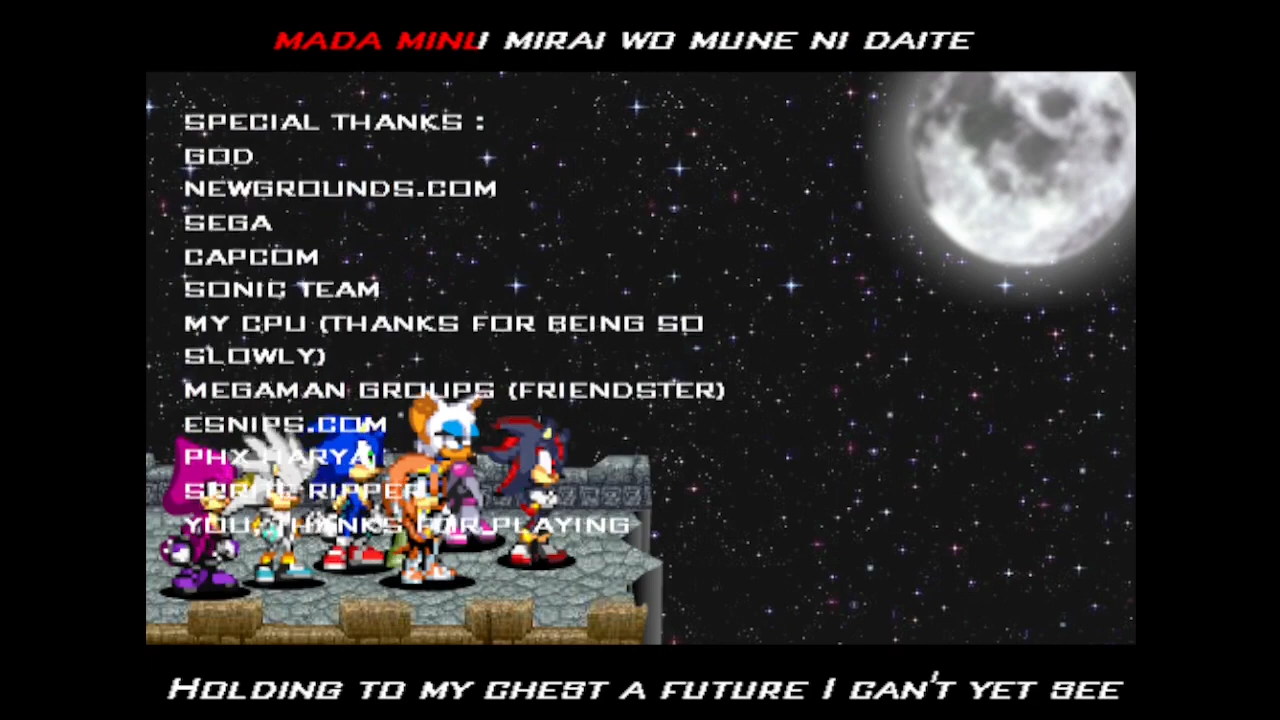 MADA MINU MIRAI WO MUNE NI DAITE
SPECIAL THANKS :
GOD
NEWGROUNDS.COM
SEGA
CAPCOM
SONIC TEAM
MY CPU (THANKS FOR BEING SO
SLOWLY)
MEGAMAN GROUPS (FRIENDSTER)
ESNIPS.COM
PHX HARYA
SPRITE RIPPER
YOU, THANKS FOR PLAYING
HOLDING TO MY CHEST A FUTURE I CAN'T YET SEE